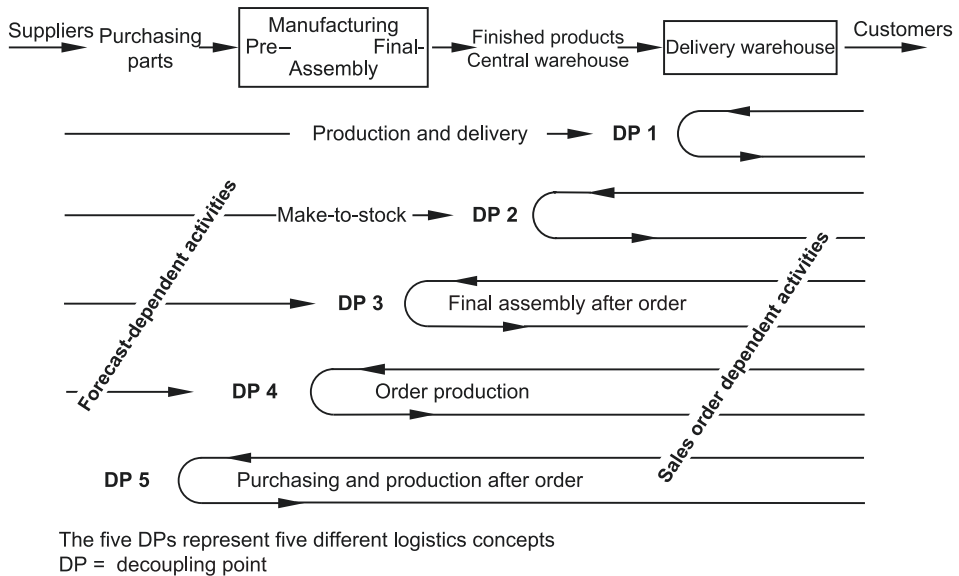 Suppliers
Purchasing
parts
Manufacturing
Pre– Final-
Assembly
Finished products
Central warehouse
Delivery warehouse
Customers
Production and delivery
DP 1
Make-to-stock
DP 2
DP 3
Final assembly after order
DP 4
Order production
DP 5
Purchasing and production after order
Forecast-dependent activities
Sales order dependent activities
The five DPs represent five different logistics concepts
DP = decoupling point